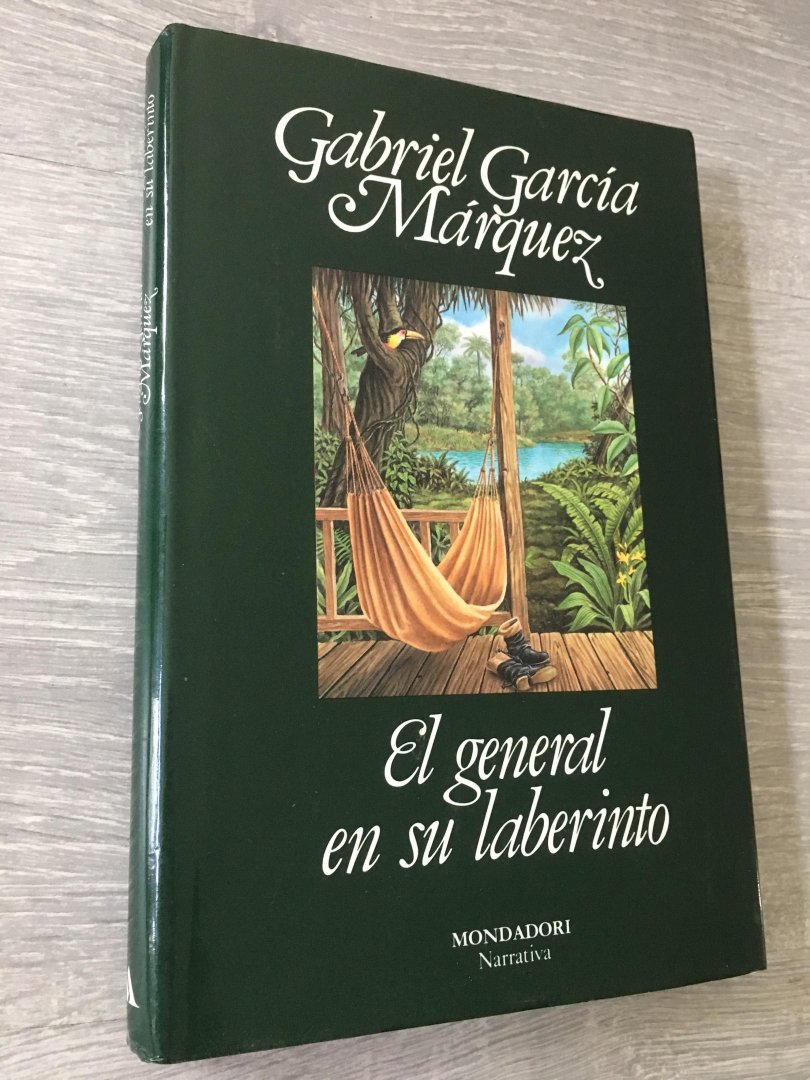 Gabriel García
Márquez
El general
en su laberinto
MONDADORI
Narrativa
Márquez
en su laberinto